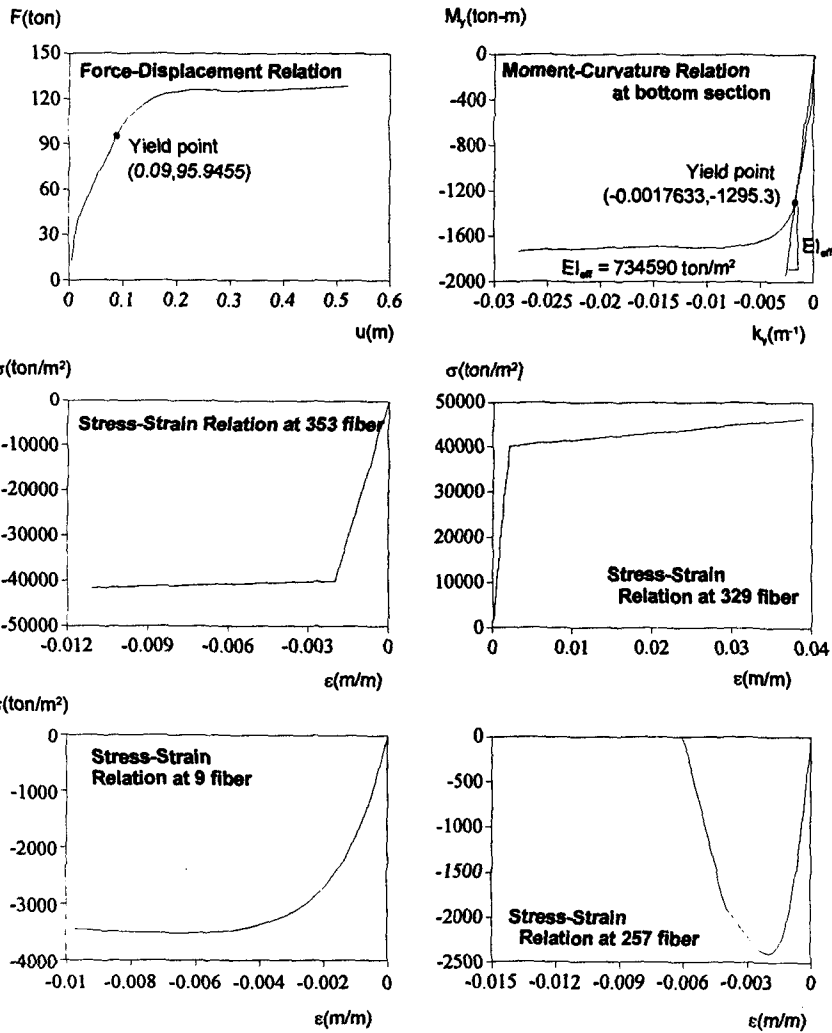 F(ton)
150
120
90
60
30
0
Force-Displacement Relation
Yield point
(0.09,95.9455)
0 0.1 0.2 0.3 0.4 0.5 0.6
u(m)
M_y(ton-m)
0
-400
-800
-1200
-1600
-2000
Moment-Curvature Relation
at bottom section
Yield point
(-0.0017633,-1295.3)
EI_eff
EI_eff = 734590 ton/m²
-0.03 -0.025 -0.02 -0.015 -0.01 -0.005 0
k_y(m⁻¹)
σ(ton/m²)
0
-10000
-20000
-30000
-40000
-50000
Stress-Strain Relation at 353 fiber
-0.012 -0.009 -0.006 -0.003 0
ε(m/m)
σ(ton/m²)
50000
40000
30000
20000
10000
0
Stress-Strain
Relation at 329 fiber
0 0.01 0.02 0.03 0.04
ε(m/m)
(ton/m²)
0
-1000
-2000
-3000
-4000
Stress-Strain
Relation at 9 fiber
-0.01 -0.008 -0.006 -0.004 -0.002 0
ε(m/m)
0
-500
-1000
-1500
-2000
-2500
Stress-Strain
Relation at 257 fiber
-0.015 -0.012 -0.009 -0.006 -0.003 0
ε(m/m)